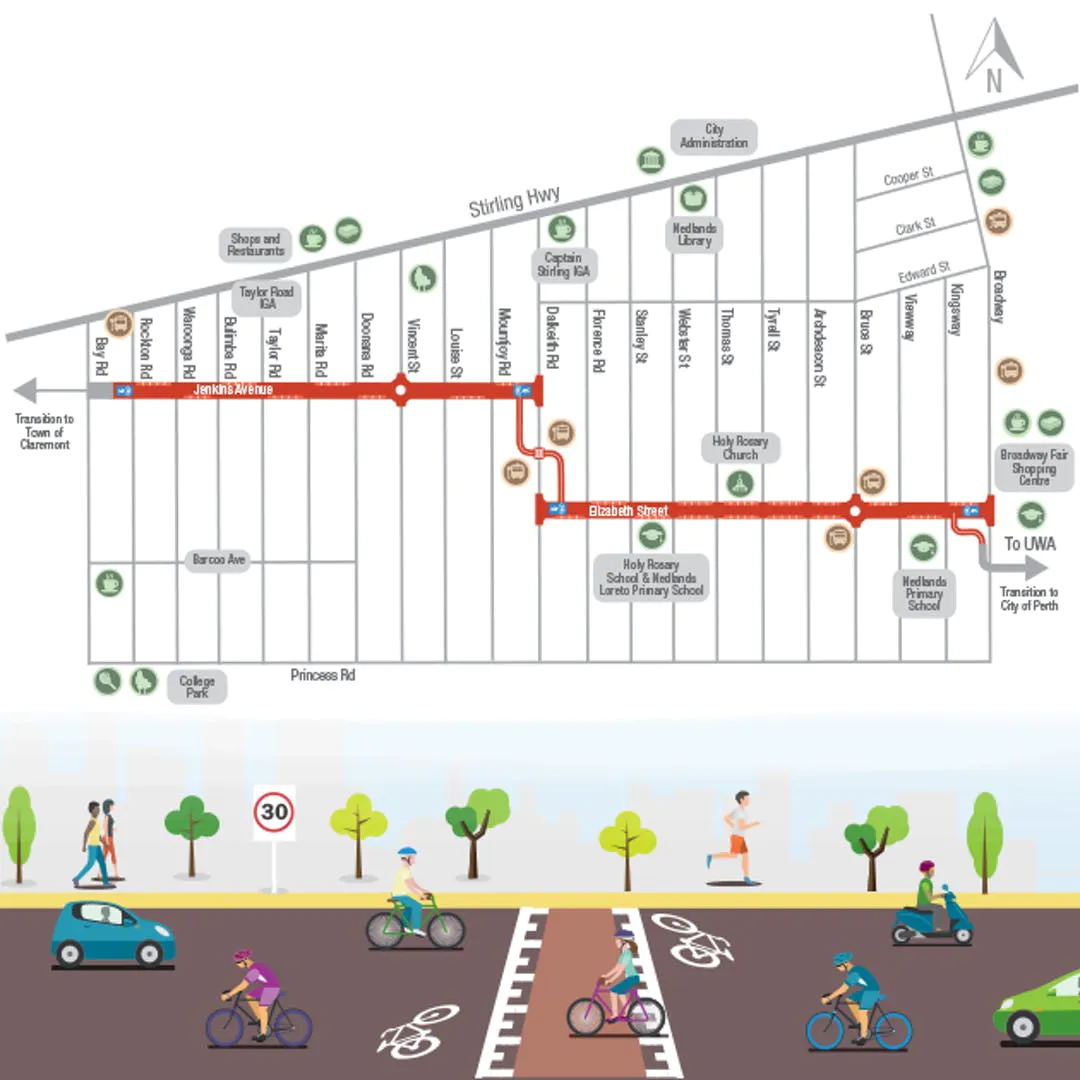 N
City
Administration
Cooper St
Stirling Hwy
Clark St
Nedlands
Library
Shops and
Restaurants
Captain
Stirling IGA
Edward St
Taylor Road
IGA
Bay Rd
Rockton Rd
Waroonga Rd
Bulimba Rd
Taylor Rd
Marita Rd
Doonana Rd
Vincent St
Louise St
Mountjoy Rd
Dalkeith Rd
Florence Rd
Stanley St
Webster St
Thomas St
Tyrell St
Archdeacon St
Bruce St
Viewway
Kingsway
Broadway
Jenkins Avenue
Transition to
Town of
Claremont
Holy Rosary
Church
Broadway Fair
Shopping
Centre
Elizabeth Street
To UWA
Holy Rosary
School & Nedlands
Loreto Primary School
Nedlands
Primary
School
Transition to
City of Perth
Barcoo Ave
Princess Rd
College
Park
30